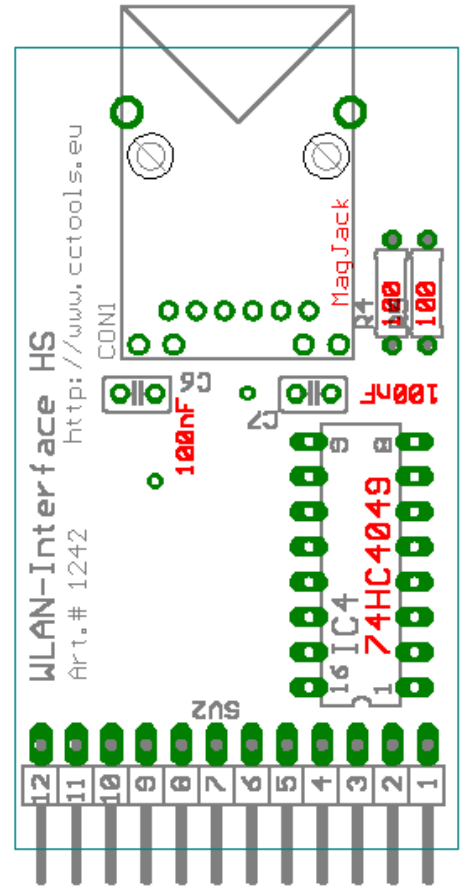 MagJack
CON1
http://www.cctools.eu
WLAN-Interface HS
Art.# 1242
R4
100
100
C6
100nF
C7
100nF
9
8
74HC4049
IC4
16
1
SV2
12
11
10
9
8
7
6
5
4
3
2
1